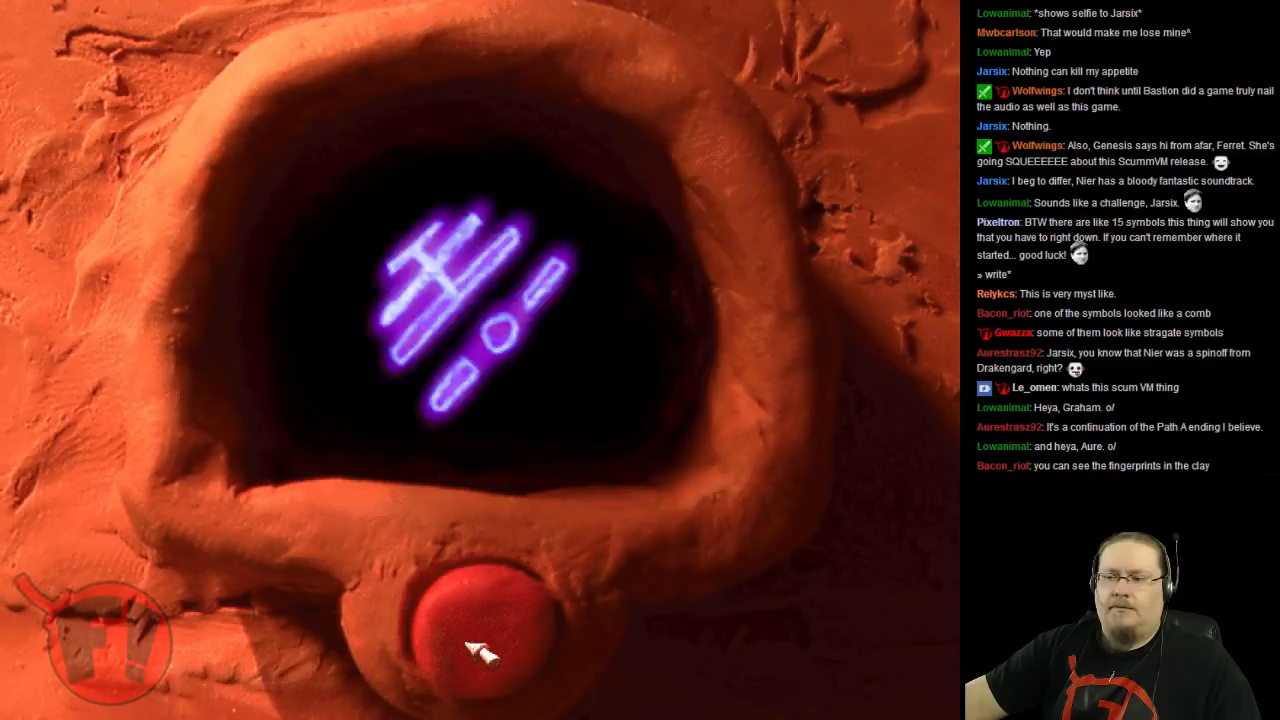 Lowanimal: *shows selfie to Jarsix*
Mwbcarlson: That would make me lose mine^
Lowanimal: Yep
Jarsix: Nothing can kill my appetite
Wolfwings: I don't think until Bastion did a game truly nail
the audio as well as this game.
Jarsix: Nothing.
Wolfwings: Also, Genesis says hi from afar, Ferret. She's
going SQUEEEEEE about this ScummVM release.
Jarsix: I beg to differ, Nier has a bloody fantastic soundtrack.
Lowanimal: Sounds like a challenge, Jarsix.
Pixeltron: BTW there are like 15 symbols this thing will show you
that you have to right down. If you can't remember where it
started... good luck!
» write*
Relykcs: This is very myst like.
Bacon_riot: one of the symbols looked like a comb
Gwazzx: some of them look like stragate symbols
Aurestrasz92: Jarsix, you know that Nier was a spinoff from
Drakengard, right?
Le_omen: whats this scum VM thing
Lowanimal: Heya, Graham. o/
Aurestrasz92: It's a continuation of the Path A ending I believe.
Lowanimal: and heya, Aure. o/
Bacon_riot: you can see the fingerprints in the clay